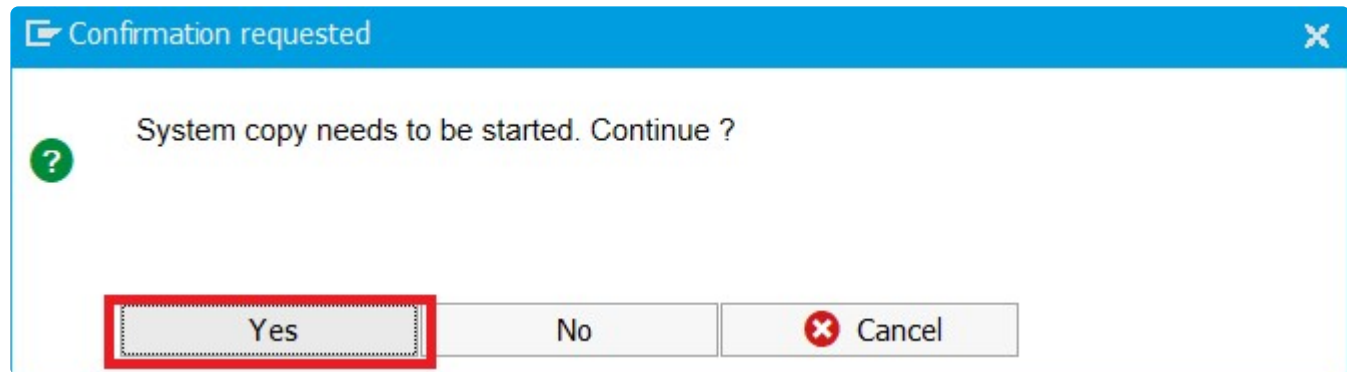 Confirmation requested
System copy needs to be started. Continue ?
Yes No Cancel